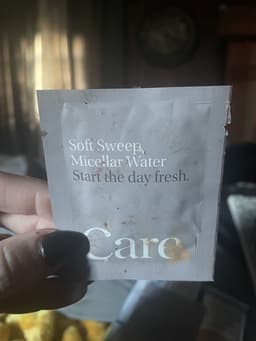 Soft Sweep,
Micellar Water
Start the day fresh.
Care